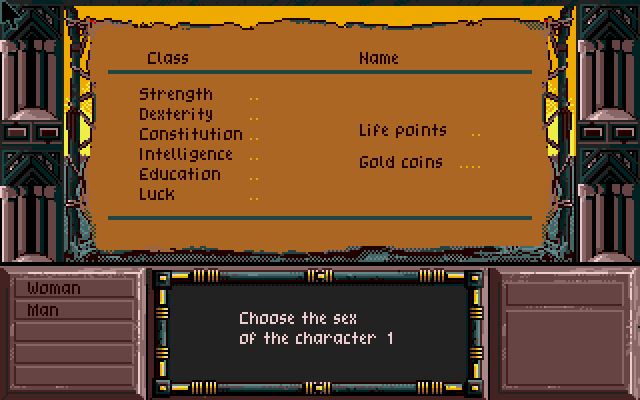 Class
Name
Strength ..
Dexterity ..
Constitution ..
Intelligence ..
Education ..
Luck ..
Life points ..
Gold coins ....
Woman
Man
Choose the sex
of the character 1